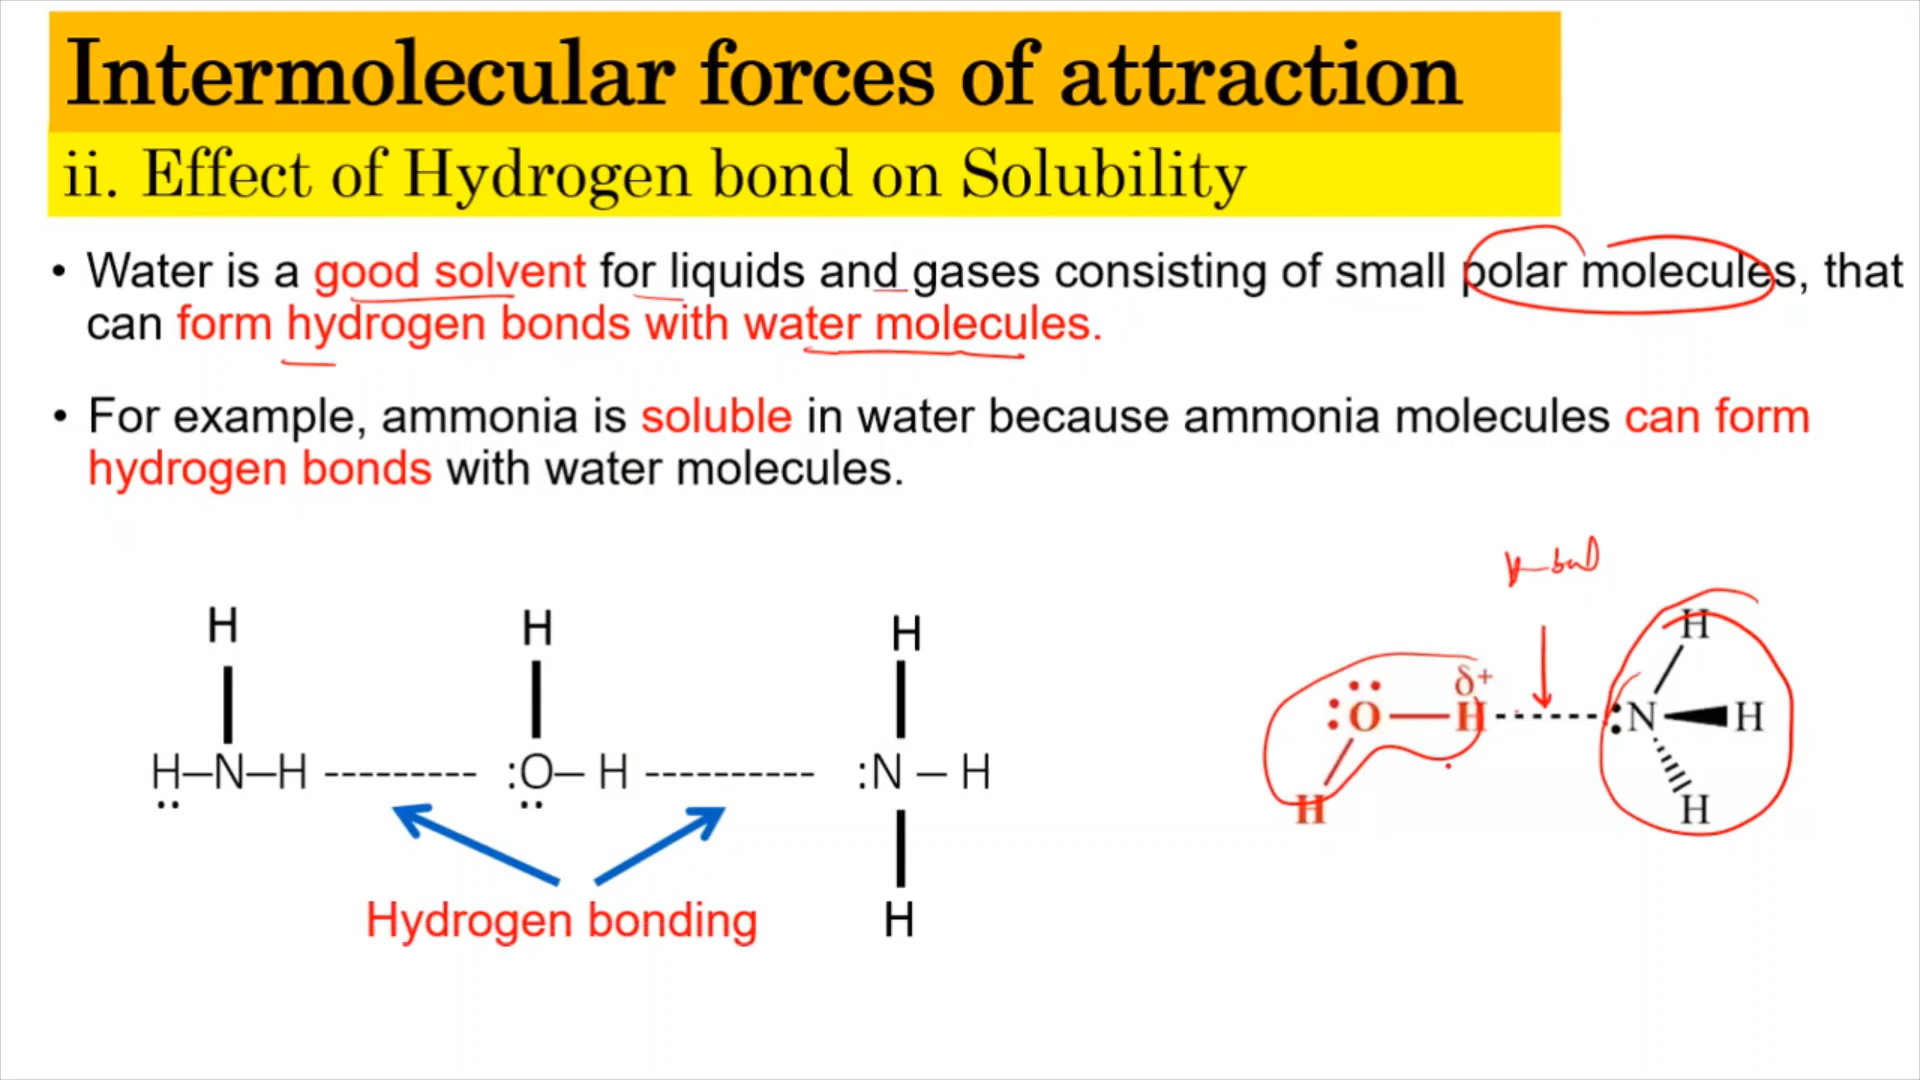 Intermolecular forces of attraction
ii. Effect of Hydrogen bond on Solubility
• Water is a good solvent for liquids and gases consisting of small polar molecules, that
can form hydrogen bonds with water molecules.
• For example, ammonia is soluble in water because ammonia molecules can form
hydrogen bonds with water molecules.
H H H
H–N–H --------- :O– H ---------- :N – H
.. ..
Hydrogen bonding
H
H
δ+
:O — H ------ :N H
H H